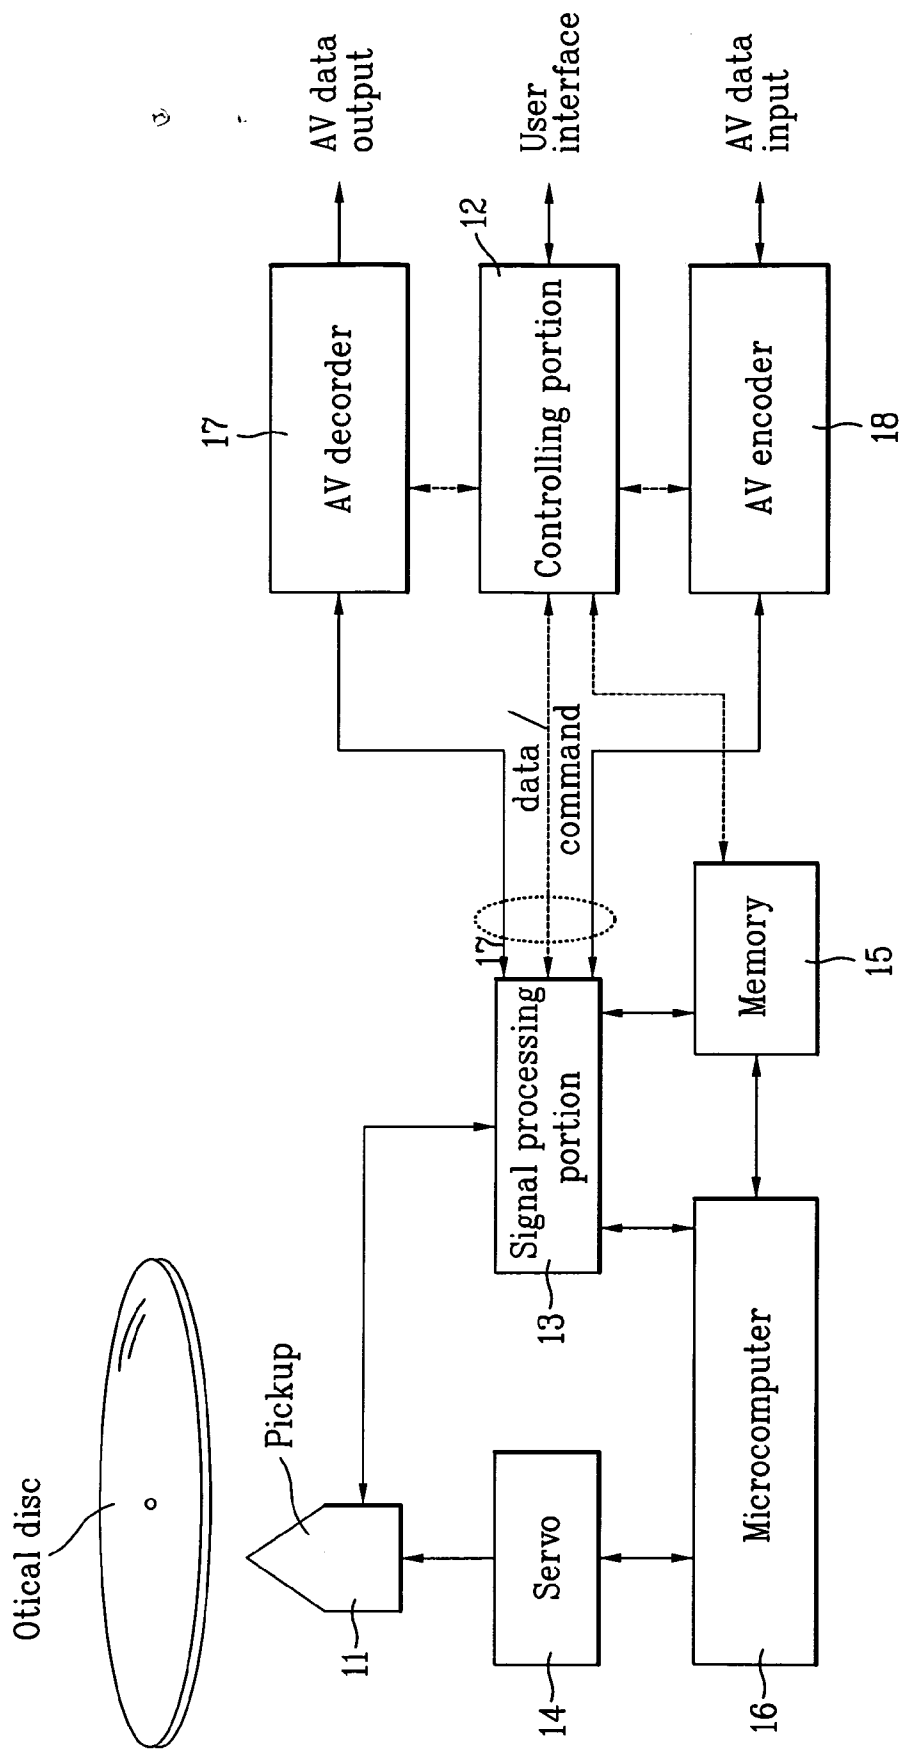 Otical disc
Pickup
11
Servo
14
Microcomputer
16
Signal processing
portion
13
Memory
15
17
data
command
AV decorder
17
Controlling portion
12
AV encoder
18
AV data
output
User
interface
AV data
input